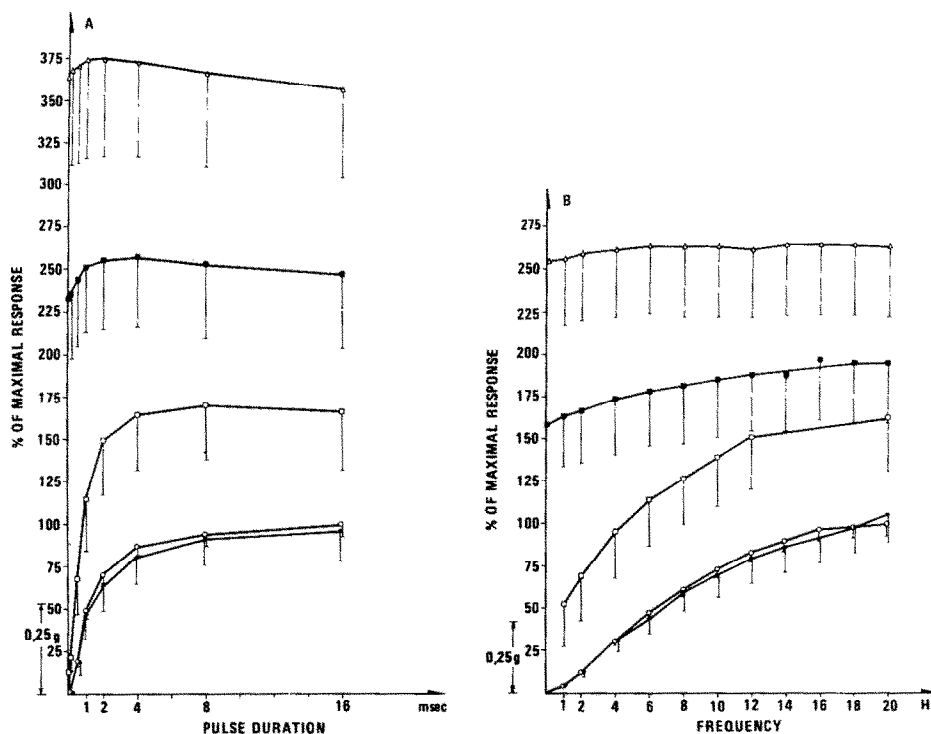 A
% OF MAXIMAL RESPONSE
375
350
325
300
275
250
225
200
175
150
125
100
75
50
25
0,25g
1 2 4 8 16 msec
PULSE DURATION
B
% OF MAXIMAL RESPONSE
275
250
225
200
175
150
125
100
75
50
25
0,25g
1 2 4 6 8 10 12 14 16 18 20 H
FREQUENCY